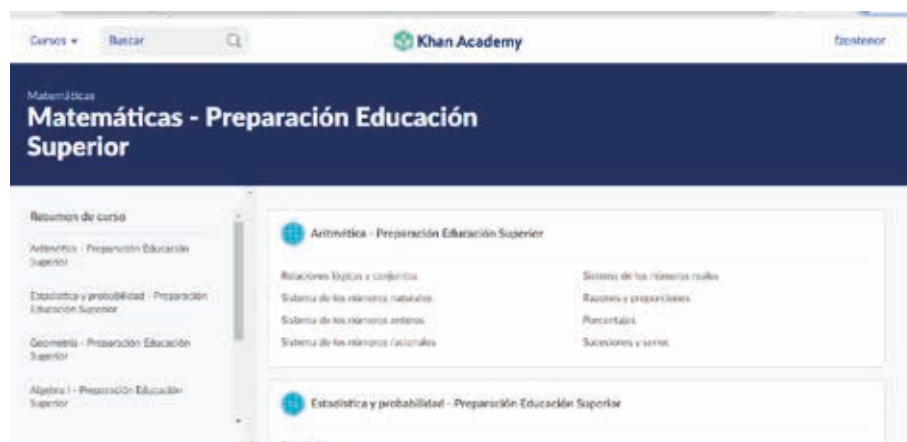 Cursos
Buscar
Khan Academy
fzentenor
Matemáticas
Matemáticas - Preparación Educación
Superior
Resumen de curso
Aritmética - Preparación Educación
Superior
Estadística y probabilidad - Preparación
Educación Superior
Geometría - Preparación Educación
Superior
Algebra I - Preparación Educación
Superior
Aritmética - Preparación Educación Superior
Relaciones lógicas y conjuntos
Sistema de los números naturales
Sistema de los números enteros
Sistema de los números racionales
Sistema de los números reales
Razones y proporciones
Porcentajes
Sucesiones y series
Estadística y probabilidad - Preparación Educación Superior